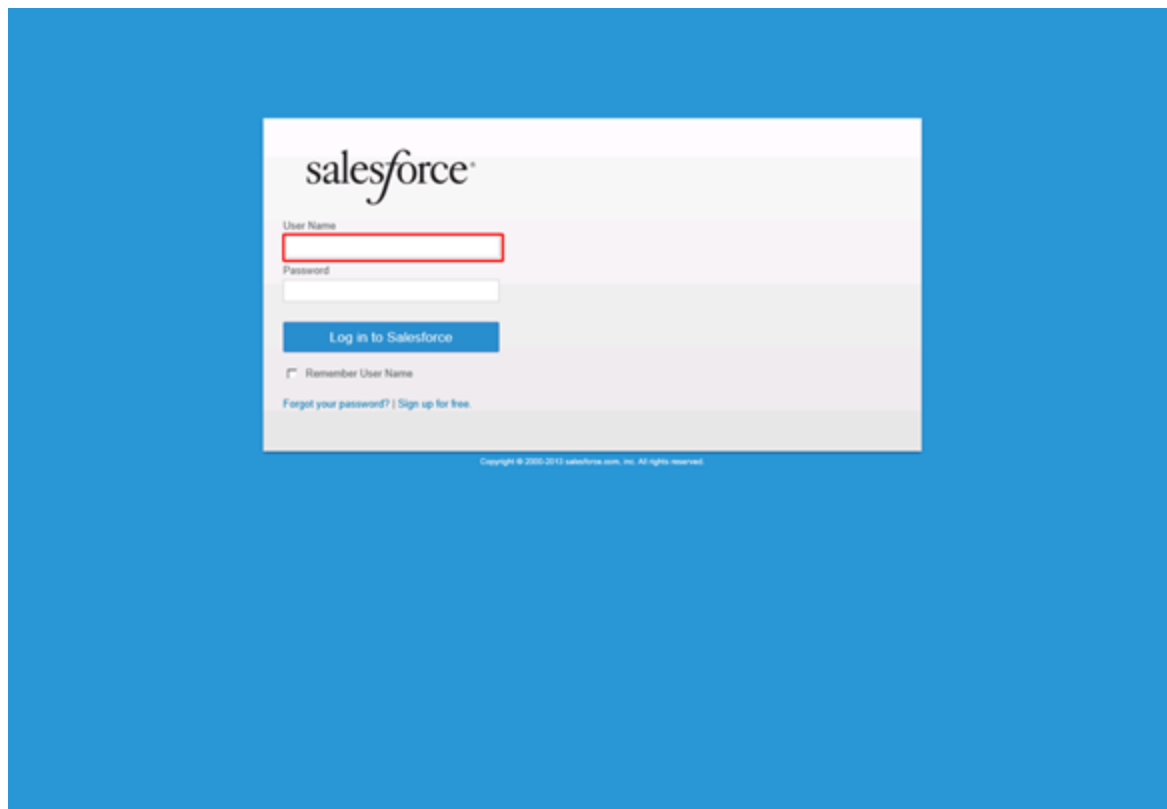 salesforce®
User Name
Password
Log in to Salesforce
Remember User Name
Forgot your password? | Sign up for free.
Copyright © 2000-2013 salesforce.com, inc. All rights reserved.